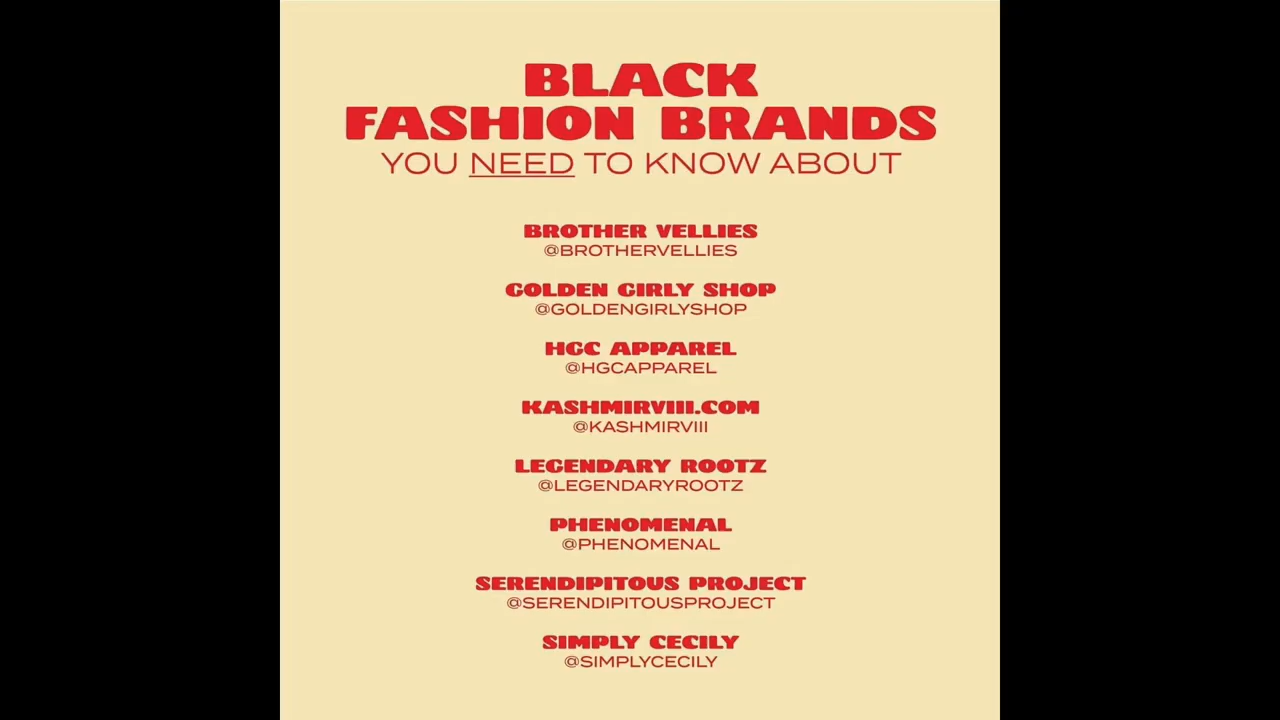 BLACK
FASHION BRANDS
YOU NEED TO KNOW ABOUT
BROTHER VELLIES
@BROTHERVELLIES
GOLDEN GIRLY SHOP
@GOLDENGIRLYSHOP
HGC APPAREL
@HGCAPPAREL
KASHMIRVIII.COM
@KASHMIRVIII
LEGENDARY ROOTZ
@LEGENDARYROOTZ
PHENOMENAL
@PHENOMENAL
SERENDIPITOUS PROJECT
@SERENDIPITOUSPROJECT
SIMPLY CECILY
@SIMPLYCECILY